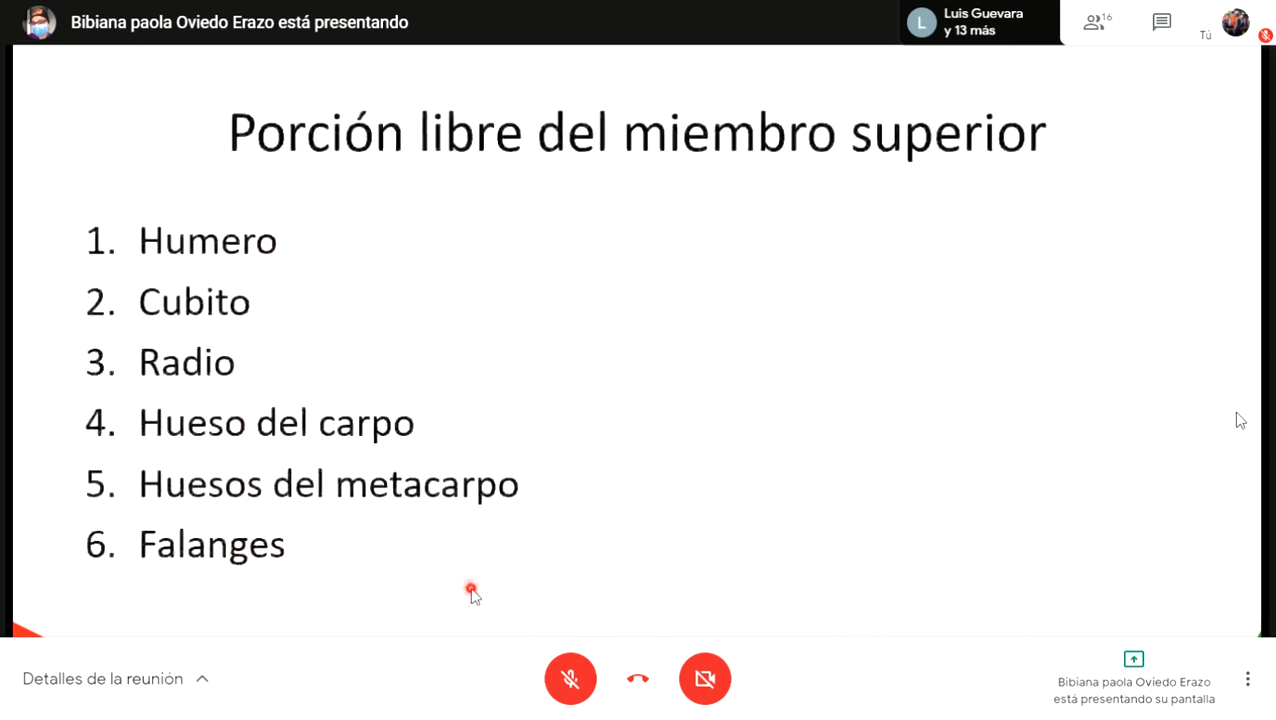 Bibiana paola Oviedo Erazo está presentando
L
Luis Guevara
y 13 más
16
Tú
Porción libre del miembro superior
1. Humero
2. Cubito
3. Radio
4. Hueso del carpo
5. Huesos del metacarpo
6. Falanges
Detalles de la reunión
Bibiana paola Oviedo Erazo
está presentando su pantalla